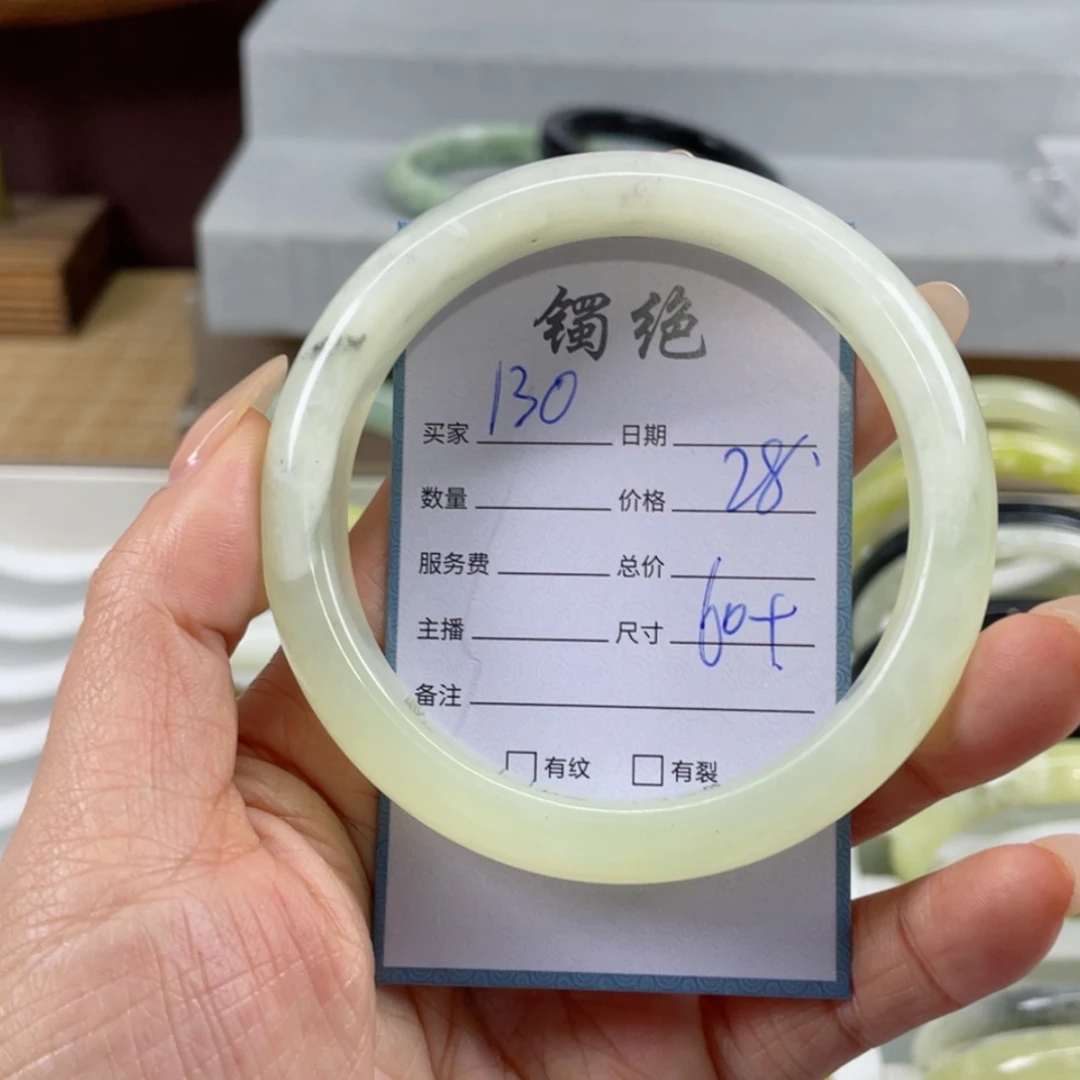 镯绝
买家 130 日期
数量 价格 28
服务费 总价
主播 尺寸 60+
备注
有纹 有裂